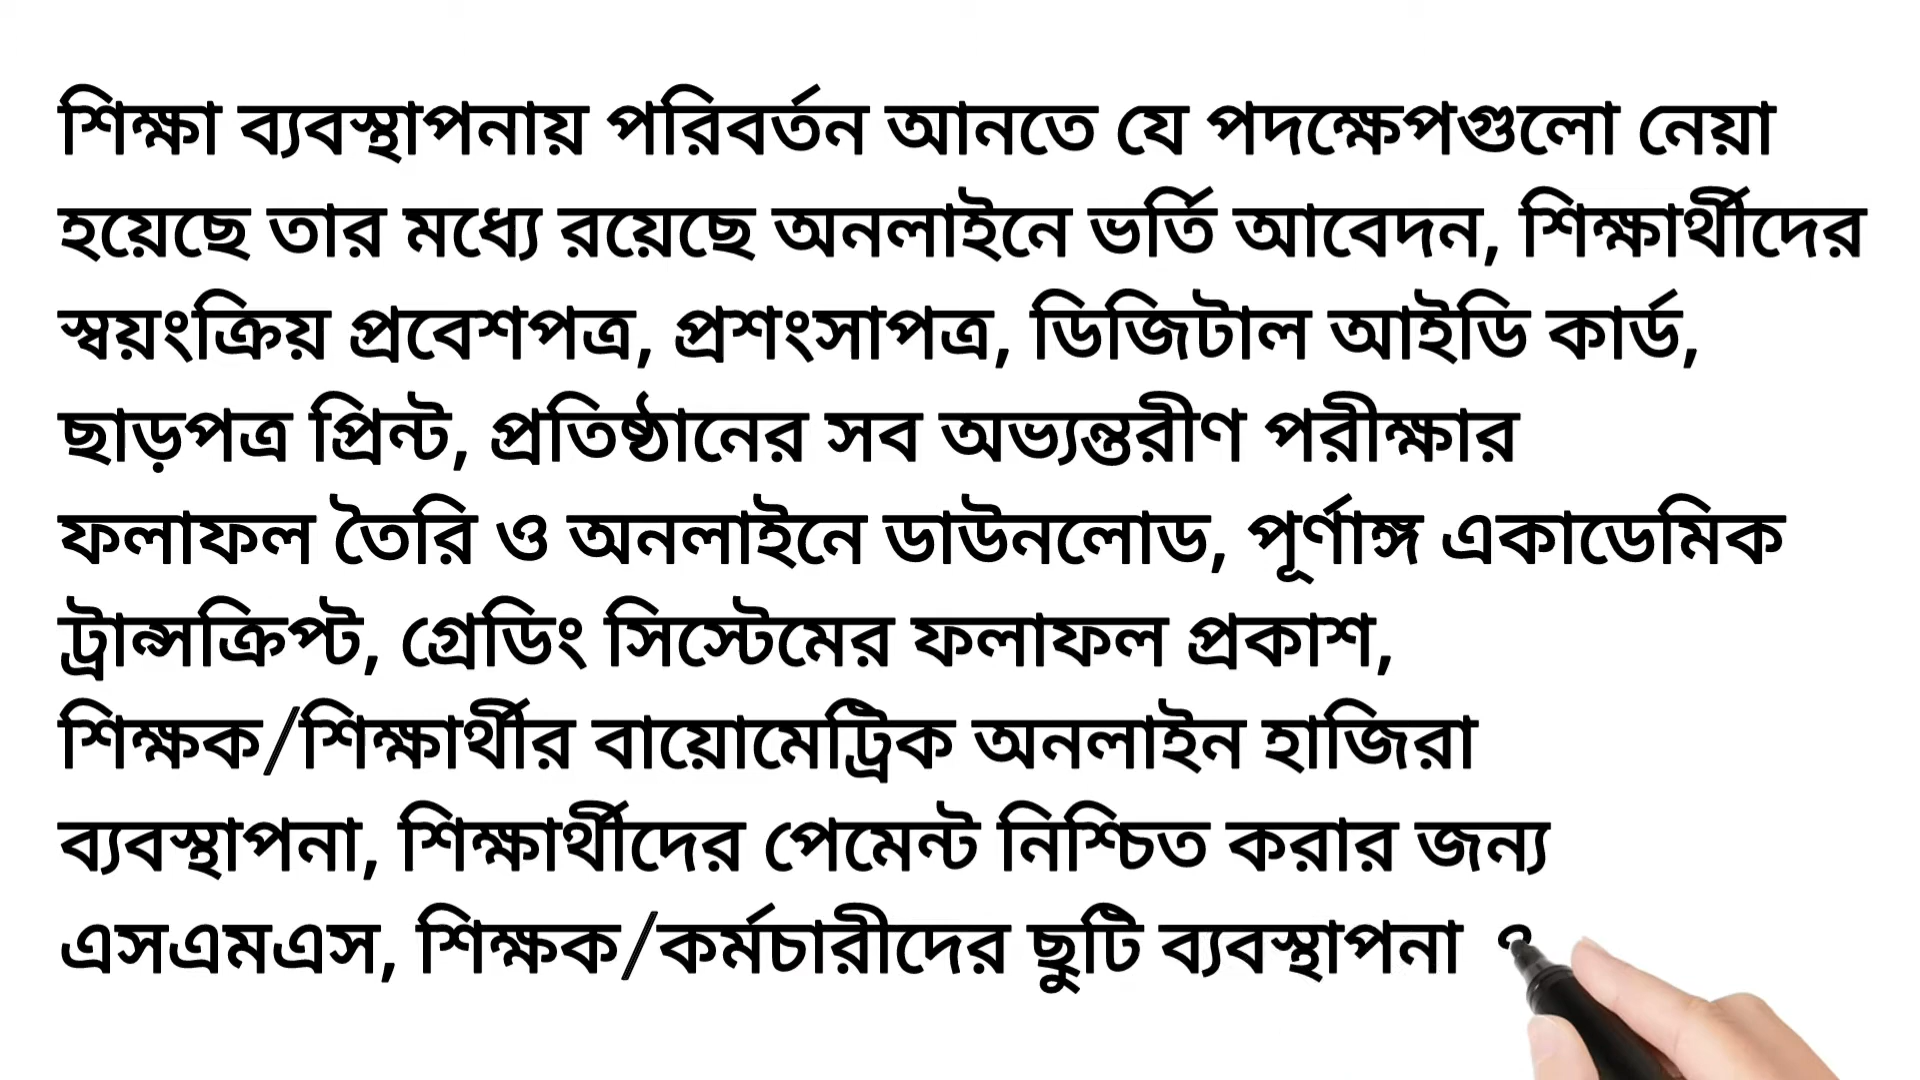 শিক্ষা ব্যবস্থাপনায় পরিবর্তন আনতে যে পদক্ষেপগুলো নেয়া
হয়েছে তার মধ্যে রয়েছে অনলাইনে ভর্তি আবেদন, শিক্ষার্থীদের
স্বয়ংক্রিয় প্রবেশপত্র, প্রশংসাপত্র, ডিজিটাল আইডি কার্ড,
ছাড়পত্র প্রিন্ট, প্রতিষ্ঠানের সব অভ্যন্তরীণ পরীক্ষার
ফলাফল তৈরি ও অনলাইনে ডাউনলোড, পূর্ণাঙ্গ একাডেমিক
ট্রান্সক্রিপ্ট, গ্রেডিং সিস্টেমের ফলাফল প্রকাশ,
শিক্ষক/শিক্ষার্থীর বায়োমেট্রিক অনলাইন হাজিরা
ব্যবস্থাপনা, শিক্ষার্থীদের পেমেন্ট নিশ্চিত করার জন্য
এসএমএস, শিক্ষক/কর্মচারীদের ছুটি ব্যবস্থাপনা